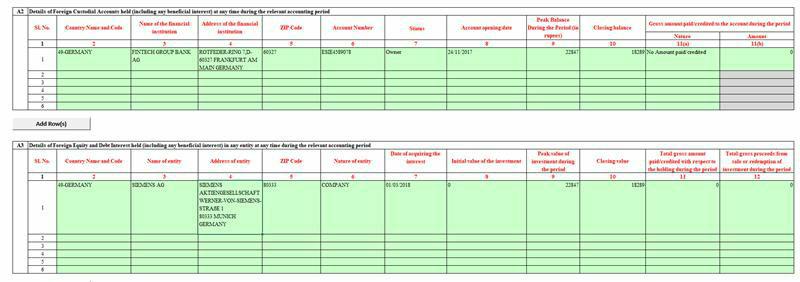 A2 Details of Foreign Custodial Accounts held (including any beneficial interest) at any time during the relevant accounting period
Sl. No. Country Name and Code Name of the financial institution Address of the financial institution ZIP Code Account Number Status Account opening date Peak Balance During the Period (in rupees) Closing balance Gross amount paid/credited to the account during the period
Nature Amount
1 2 3 4 5 6 7 8 9 10 11(a) 11(b)
1 49-GERMANY FINTECH GROUP BANK AG ROTFEDER-RING 7,D-60327 FRANKFURT AM MAIN GERMANY 60327 ESIE4589078 Owner 24/11/2017 22847 18289 No Amount paid/credited 0
2
3
4
5
6
Add Row(s)
A3 Details of Foreign Equity and Debt Interest held (including any beneficial interest) in any entity at any time during the relevant accounting period
Sl. No. Country Name and Code Name of entity Address of entity ZIP Code Nature of entity Date of acquiring the interest Initial value of the investment Peak value of investment during the period Closing value Total gross amount paid/credited with respect to the holding during the period Total gross proceeds from sale or redemption of investment during the period
1 2 3 4 5 6 7 8 9 10 11 12
1 49-GERMANY SIEMENS AG SIEMENS AKTIENGESELLSCHAFT WERNER-VON-SIEMENS-STRAßE 1 80333 MUNICH GERMANY 80333 COMPANY 01/03/2018 0 22847 18289 0 0
2
3
4
5
6